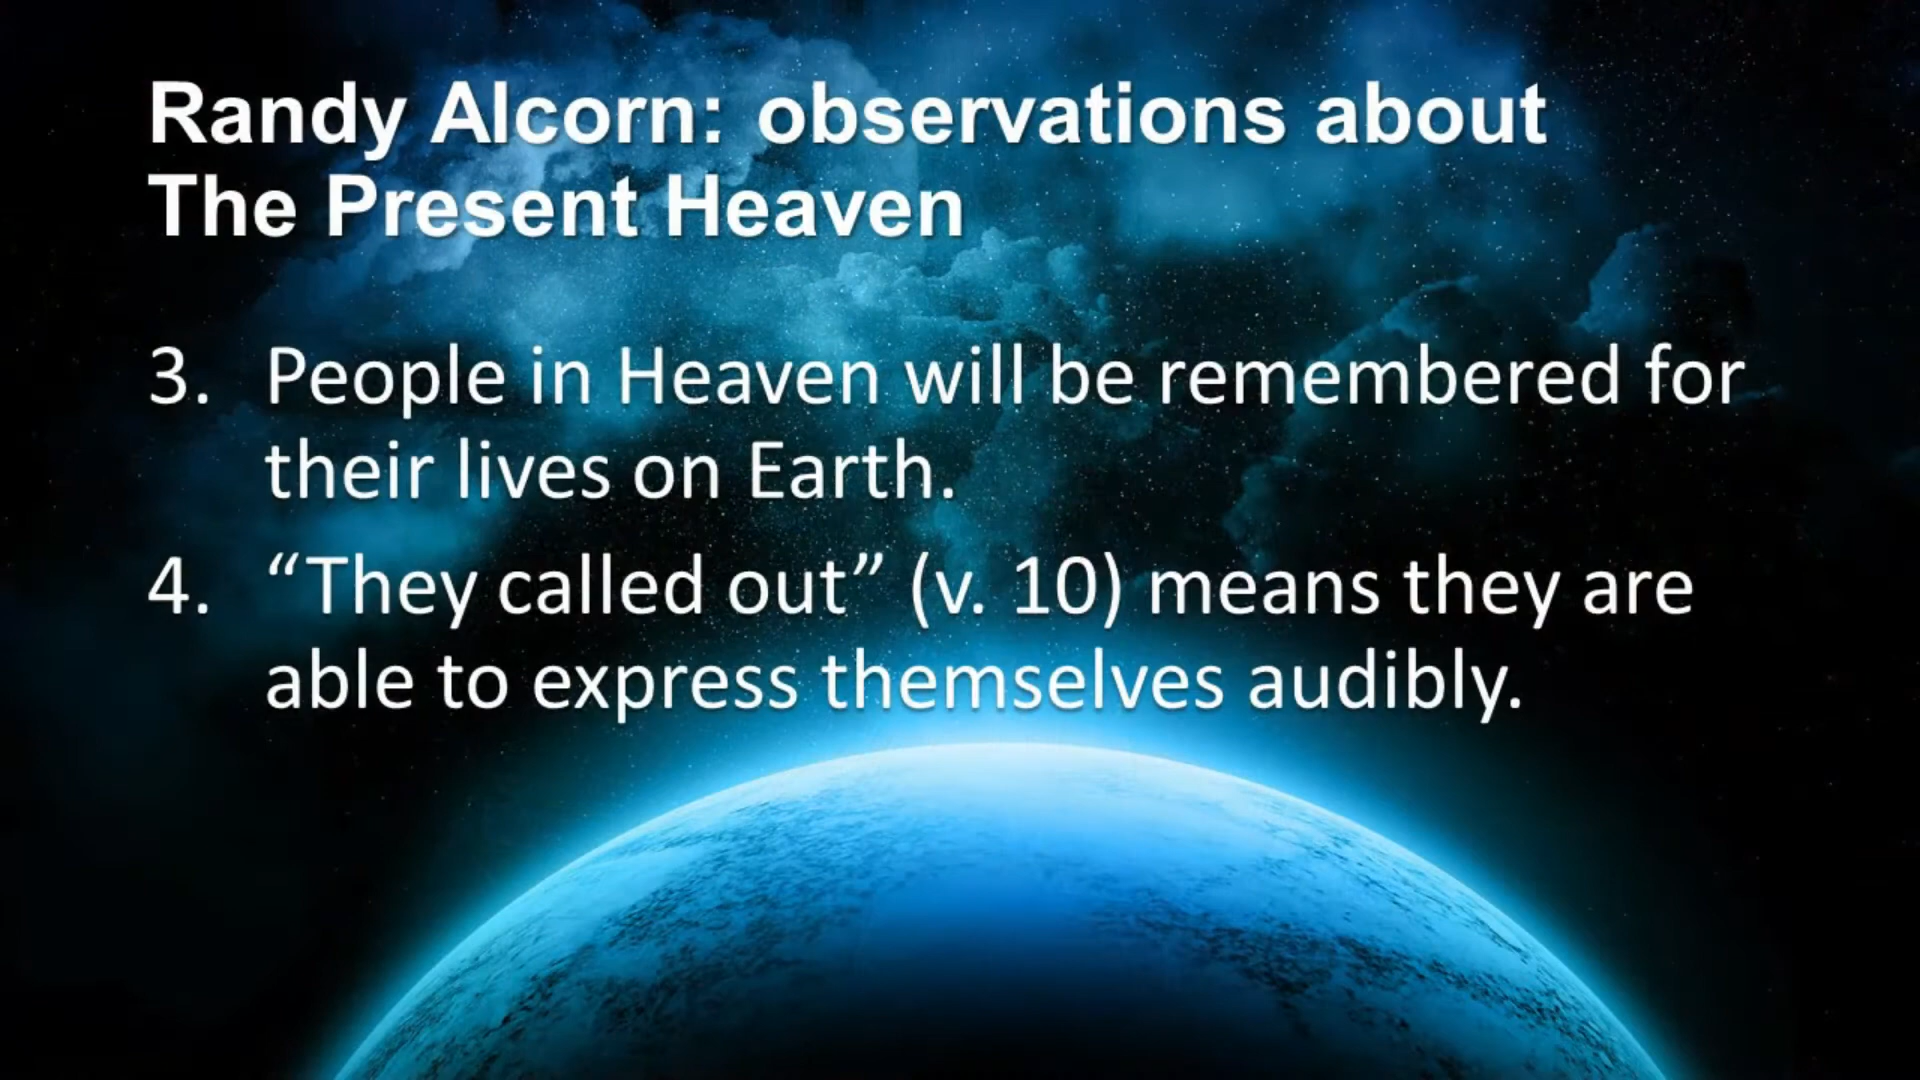 Randy Alcorn: observations about
The Present Heaven
3. People in Heaven will be remembered for
their lives on Earth.
4. “They called out” (v. 10) means they are
able to express themselves audibly.